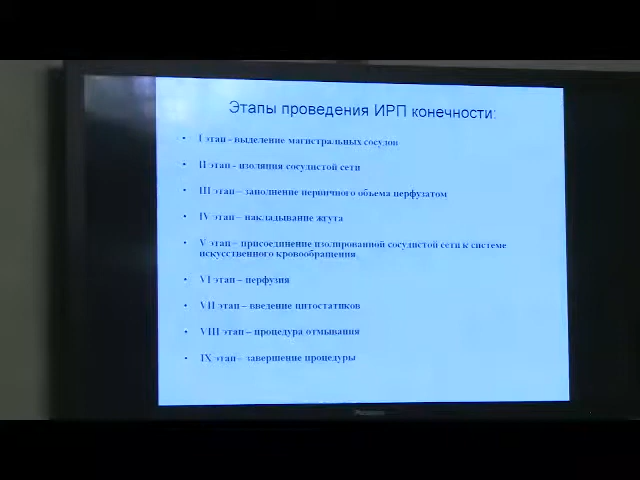 Этапы проведения ИРП конечности:
• I этап - выделение магистральных сосудов
• II этап - изоляция сосудистой сети
• III этап – заполнение первичного объема перфузатом
• IV этап – накладывание жгута
• V этап – присоединение изолированной сосудистой сети к системе
искусственного кровообращения
• VI этап – перфузия
• VII этап – введение цитостатиков
• VIII этап – процедура отмывания
• IX этап – завершение процедуры
Panasonic